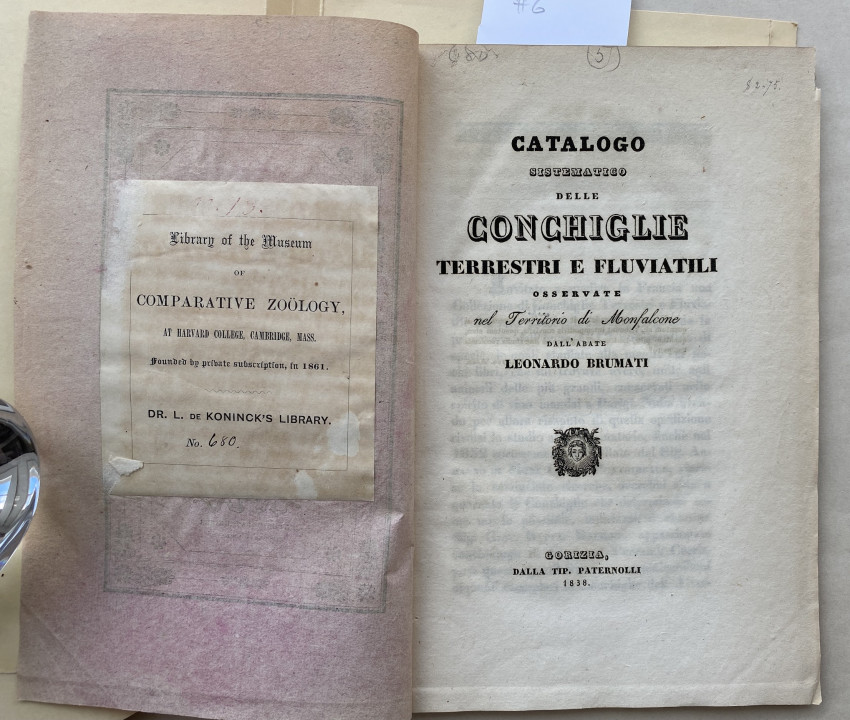 #6
Library of the Museum
OF
COMPARATIVE ZOÖLOGY,
AT HARVARD COLLEGE, CAMBRIDGE, MASS.
Founded by private subscription, in 1861.
DR. L. DE KONINCK'S LIBRARY.
No. 680.
5
$2.75.
CATALOGO
SISTEMATICO
DELLE
CONCHIGLIE
TERRESTRI E FLUVIATILI
OSSERVATE
nel Territorio di Monfalcone
DALL'ABATE
LEONARDO BRUMATI
GORIZIA,
DALLA TIP. PATERNOLLI
1838.